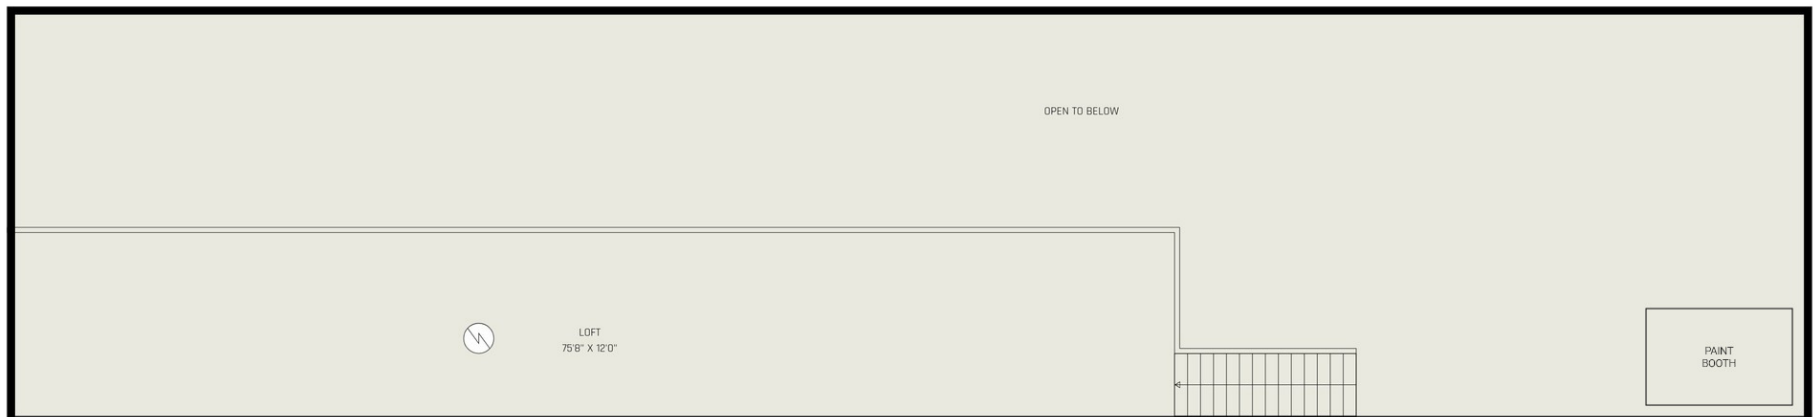 OPEN TO BELOW
LOFT
75'8" X 12'0"
PAINT
BOOTH